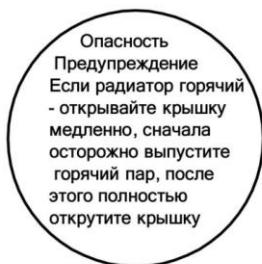 Опасность
Предупреждение
Если радиатор горячий
- открывайте крышку
медленно, сначала
осторожно выпустите
горячий пар, после
этого полностью
открутите крышку